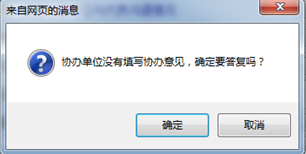 来自网页的消息
协办单位没有填写协办意见，确定要答复吗？
确定
取消